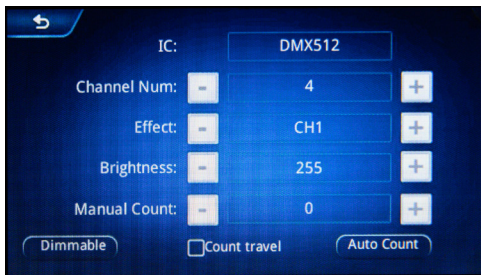 IC: DMX512
Channel Num: - 4 +
Effect: - CH1 +
Brightness: - 255 +
Manual Count: - 0 +
Dimmable Count travel Auto Count